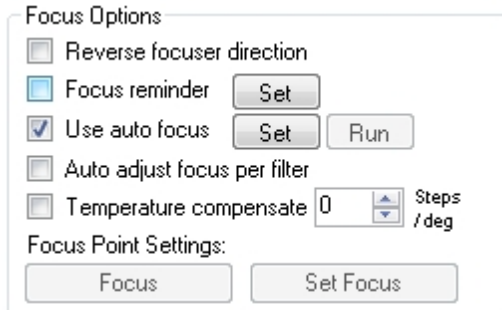 Focus Options
Reverse focuser direction
Focus reminder Set
Use auto focus Set Run
Auto adjust focus per filter
Temperature compensate 0 Steps
/deg
Focus Point Settings:
Focus Set Focus